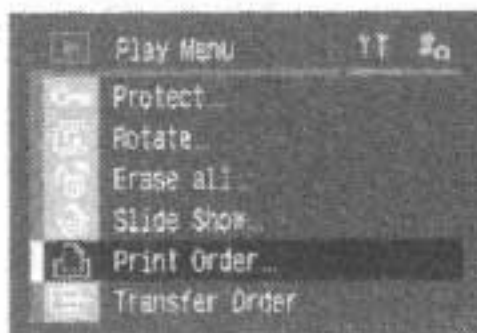 Play Menu
Protect...
Rotate...
Erase all...
Slide Show...
Print Order...
Transfer Order